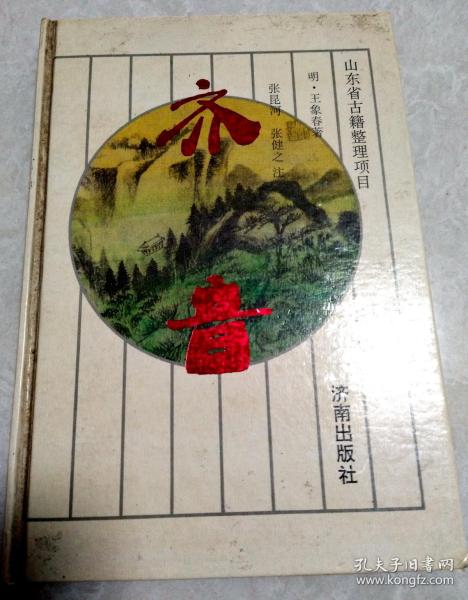 山东省古籍整理项目
明·王象春著
张昆河 张健之 注
齐音
济南出版社
孔夫子旧书网
www.kongfz.com